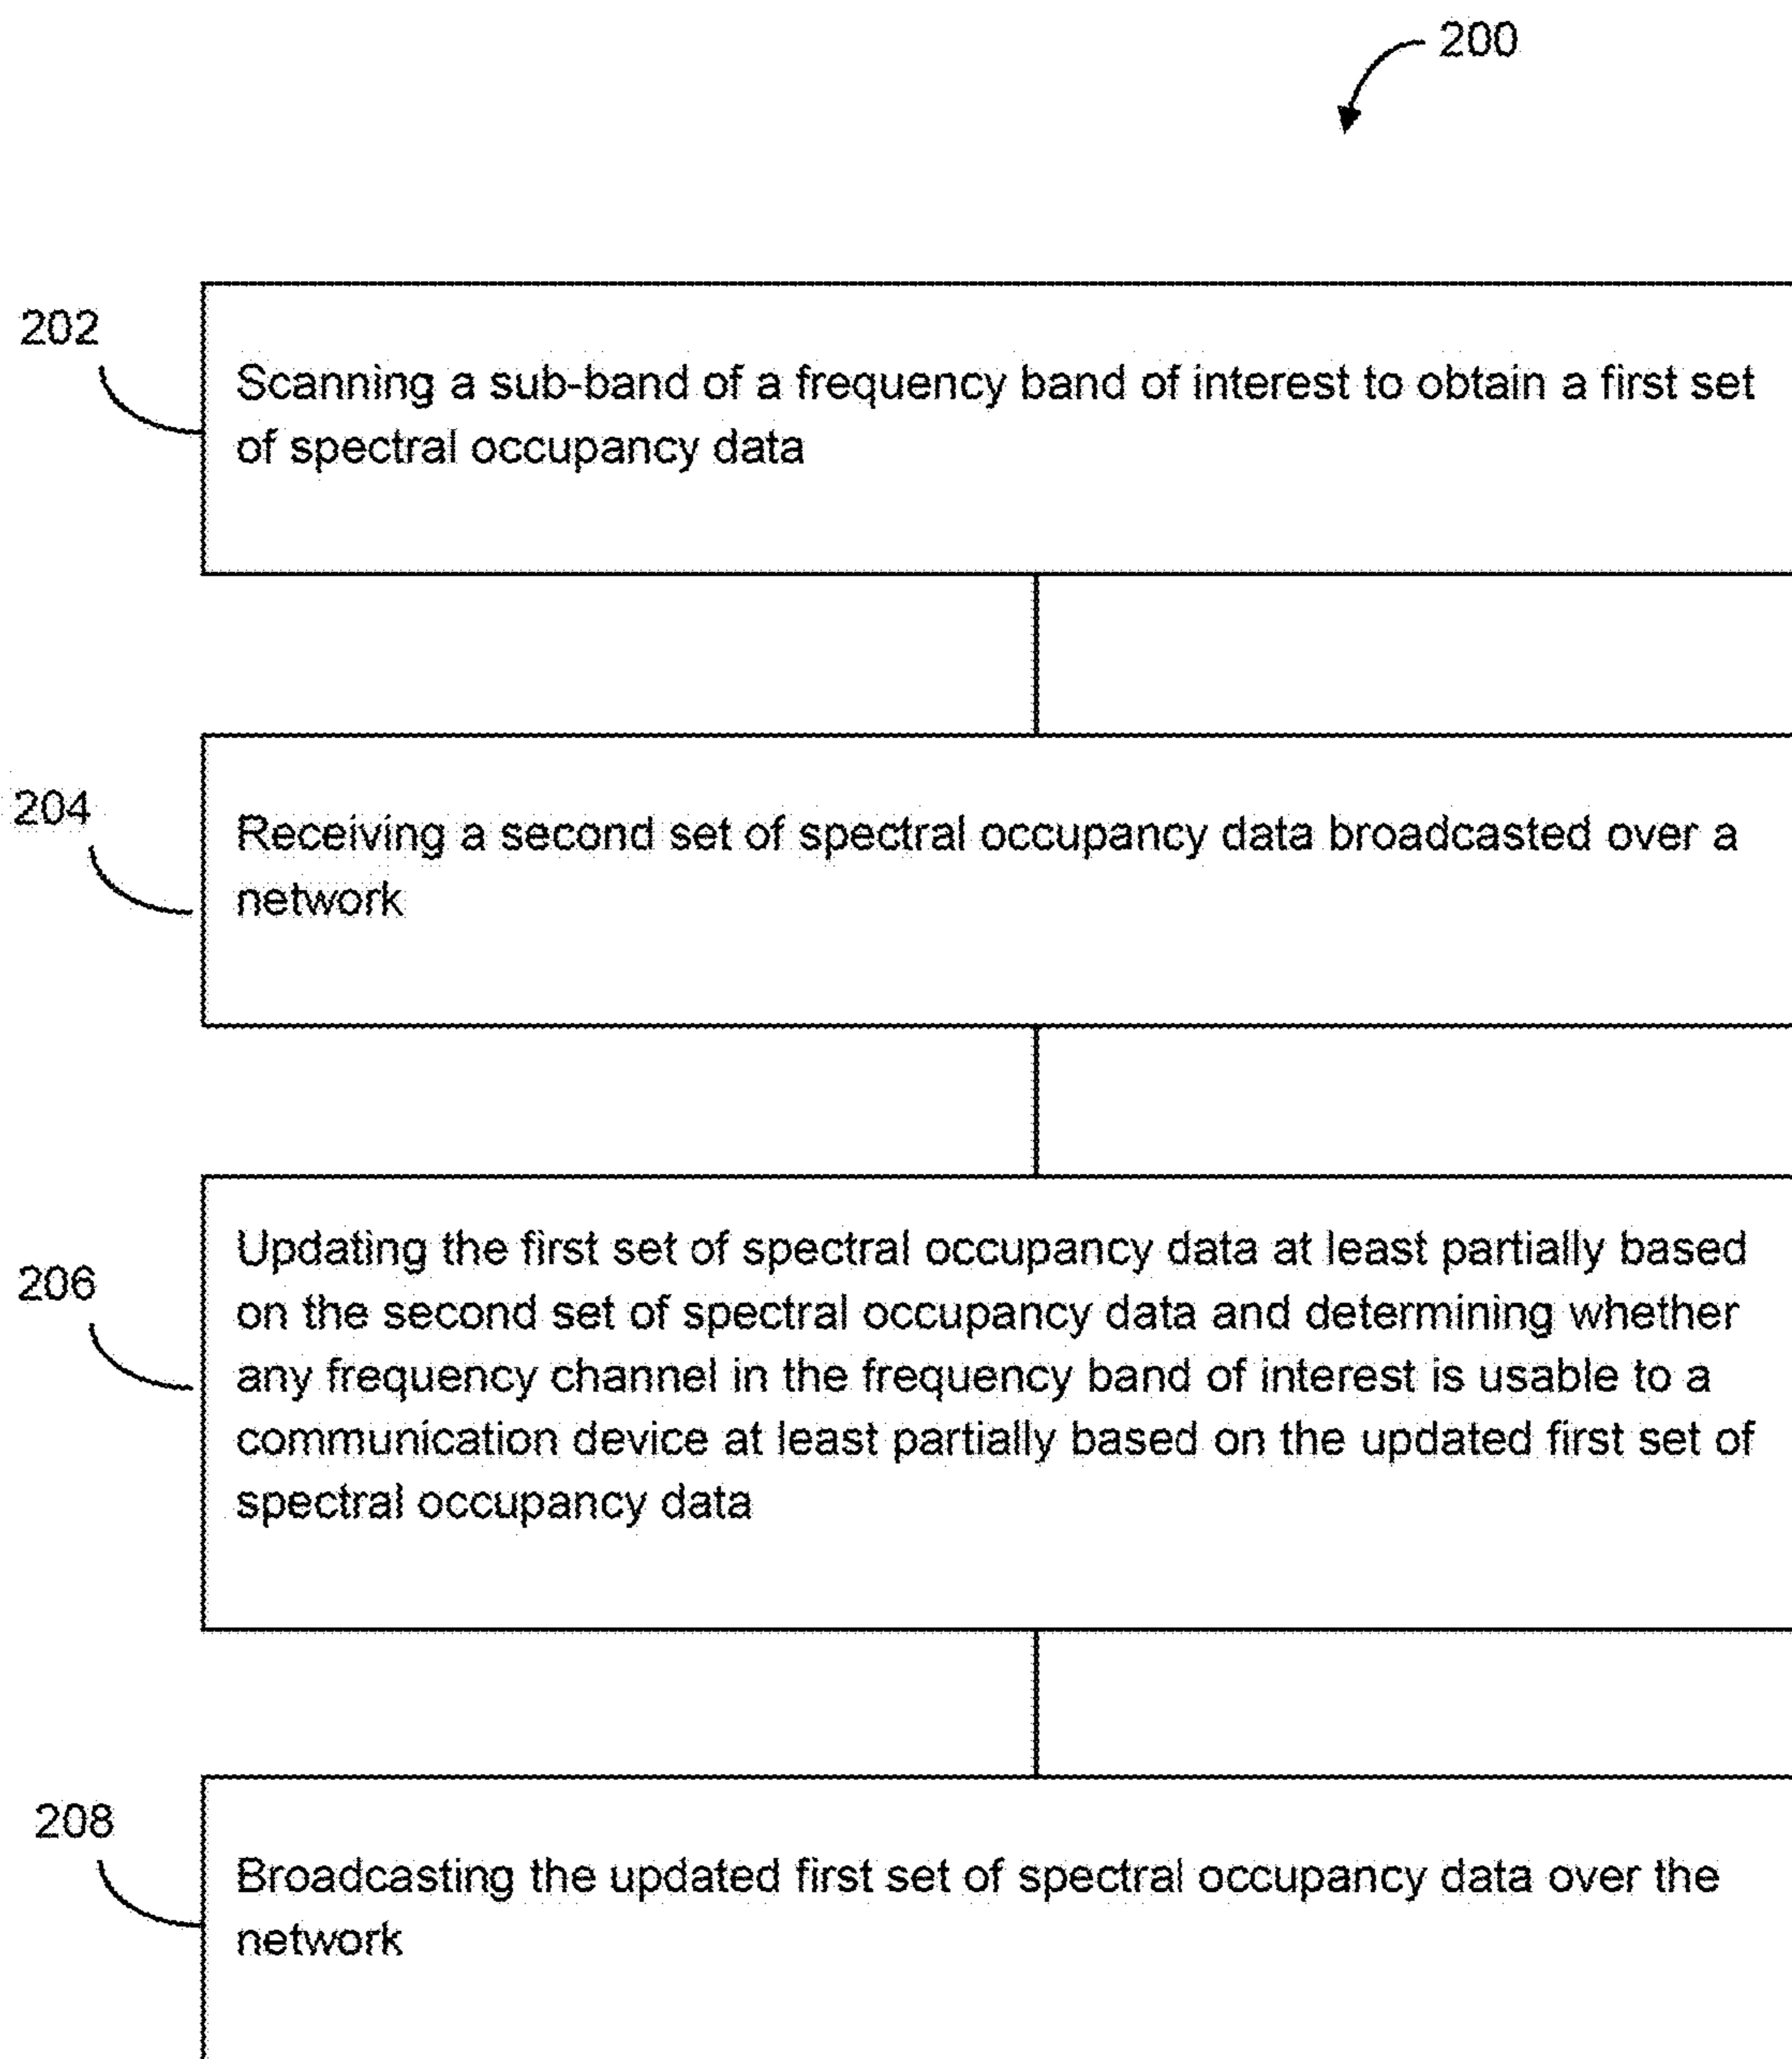 200
202
Scanning a sub-band of a frequency band of interest to obtain a first set
of spectral occupancy data
204
Receiving a second set of spectral occupancy data broadcasted over a
network
206
Updating the first set of spectral occupancy data at least partially based
on the second set of spectral occupancy data and determining whether
any frequency channel in the frequency band of interest is usable to a
communication device at least partially based on the updated first set of
spectral occupancy data
208
Broadcasting the updated first set of spectral occupancy data over the
network